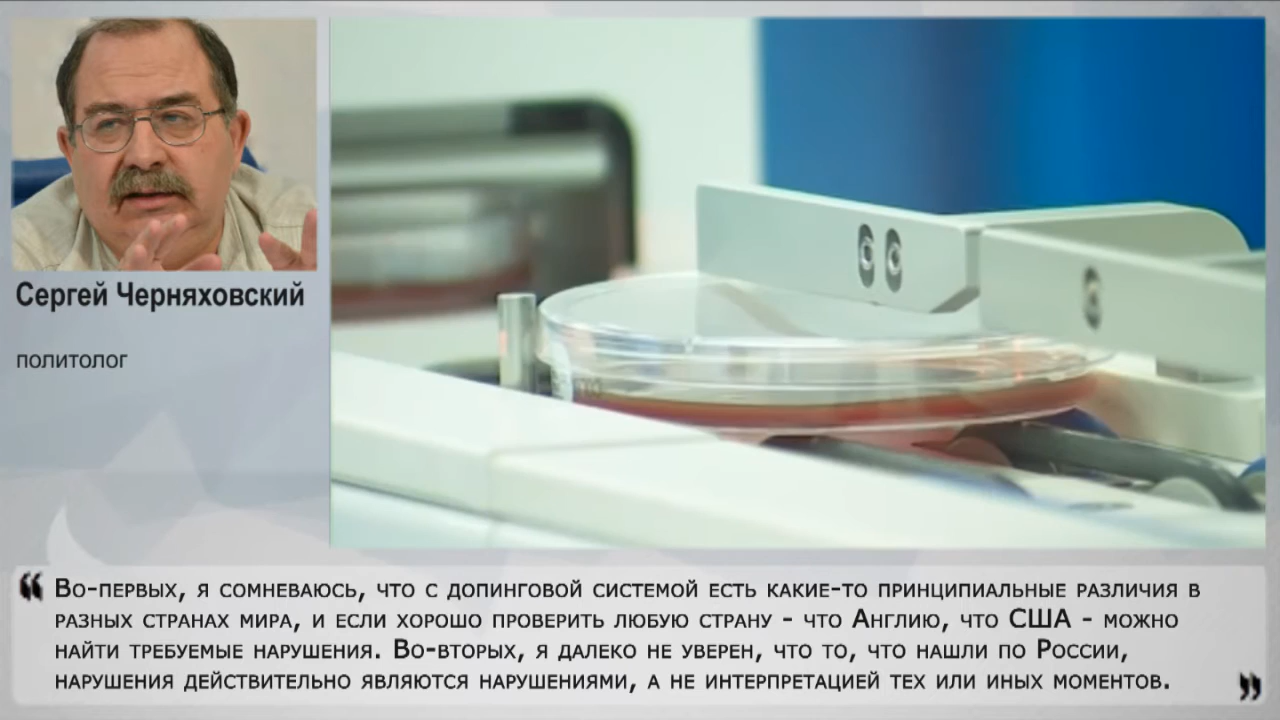 Сергей Черняховский
политолог
“ Во-первых, я сомневаюсь, что с допинговой системой есть какие-то принципиальные различия в
разных странах мира, и если хорошо проверить любую страну - что Англию, что США - можно
найти требуемые нарушения. Во-вторых, я далеко не уверен, что то, что нашли по России,
нарушения действительно являются нарушениями, а не интерпретацией тех или иных моментов. ”